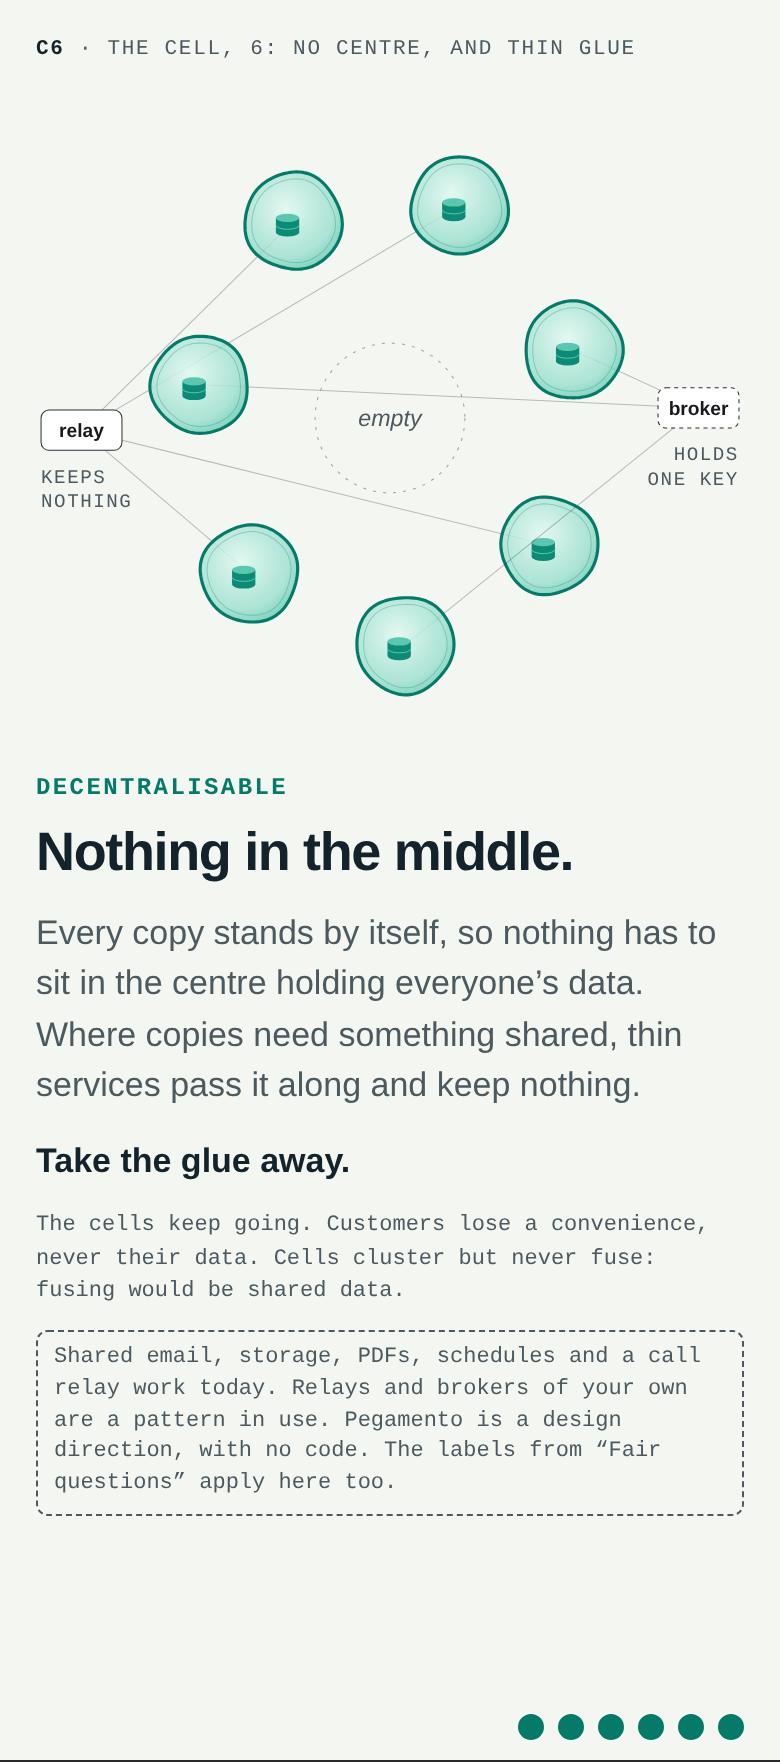 C6 · THE CELL, 6: NO CENTRE, AND THIN GLUE
empty
relay
KEEPS
NOTHING
broker
HOLDS
ONE KEY
DECENTRALISABLE
Nothing in the middle.
Every copy stands by itself, so nothing has to
sit in the centre holding everyone’s data.
Where copies need something shared, thin
services pass it along and keep nothing.
Take the glue away.
The cells keep going. Customers lose a convenience,
never their data. Cells cluster but never fuse:
fusing would be shared data.
Shared email, storage, PDFs, schedules and a call
relay work today. Relays and brokers of your own
are a pattern in use. Pegamento is a design
direction, with no code. The labels from “Fair
questions” apply here too.